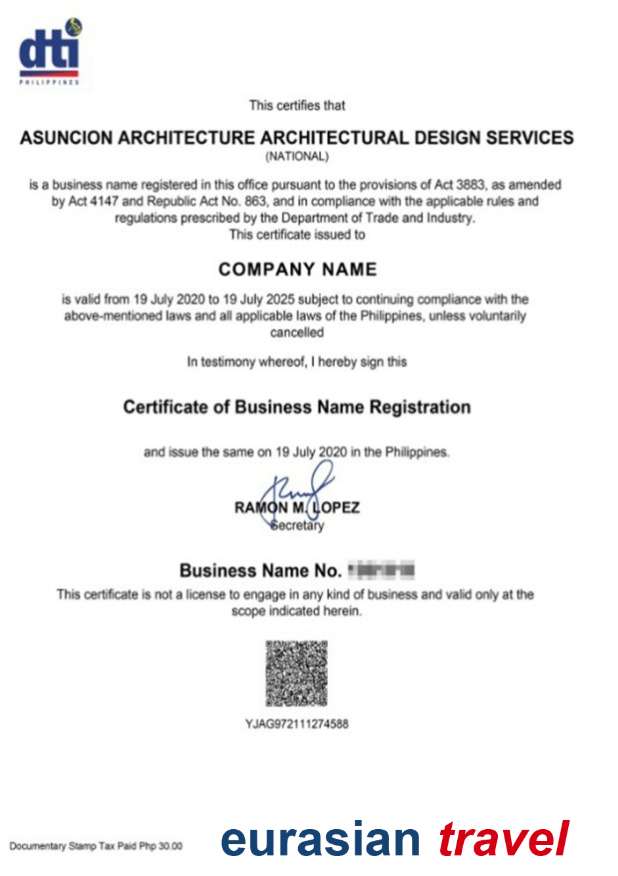 dti
PHILIPPINES
This certifies that
ASUNCION ARCHITECTURE ARCHITECTURAL DESIGN SERVICES
(NATIONAL)
is a business name registered in this office pursuant to the provisions of Act 3883, as amended
by Act 4147 and Republic Act No. 863, and in compliance with the applicable rules and
regulations prescribed by the Department of Trade and Industry.
This certificate issued to
COMPANY NAME
is valid from 19 July 2020 to 19 July 2025 subject to continuing compliance with the
above-mentioned laws and all applicable laws of the Philippines, unless voluntarily
cancelled
In testimony whereof, I hereby sign this
Certificate of Business Name Registration
and issue the same on 19 July 2020 in the Philippines.
RAMON M. LOPEZ
Secretary
Business Name No.
This certificate is not a license to engage in any kind of business and valid only at the
scope indicated herein.
YJAG972111274588
Documentary Stamp Tax Paid Php 30.00
eurasian travel